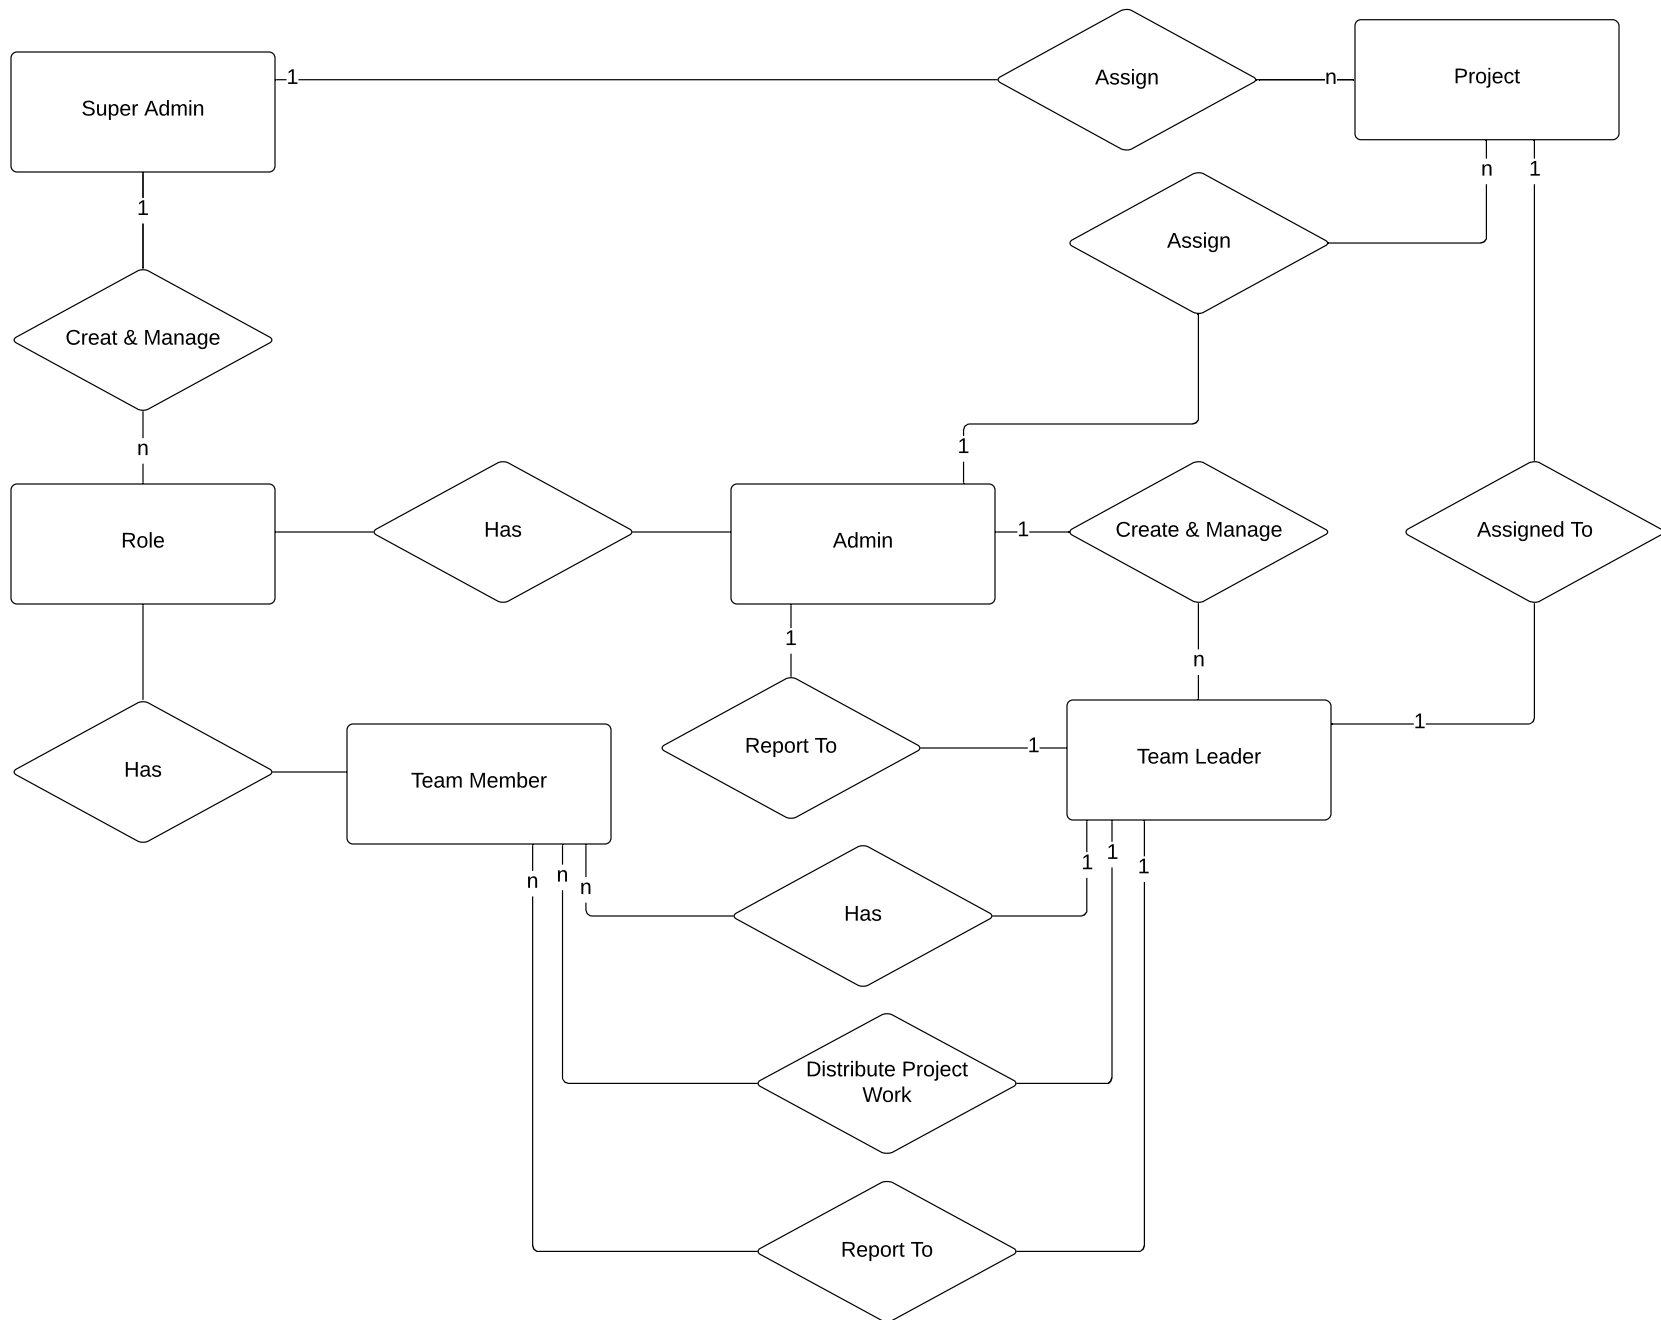 1
Assign
n
Project
Super Admin
n
1
1
Assign
Creat & Manage
n
1
Role
Has
Admin
1
Create & Manage
Assigned To
1
n
Has
Team Member
Report To
1
Team Leader
1
n
n
n
1
1
1
Has
Distribute Project
Work
Report To